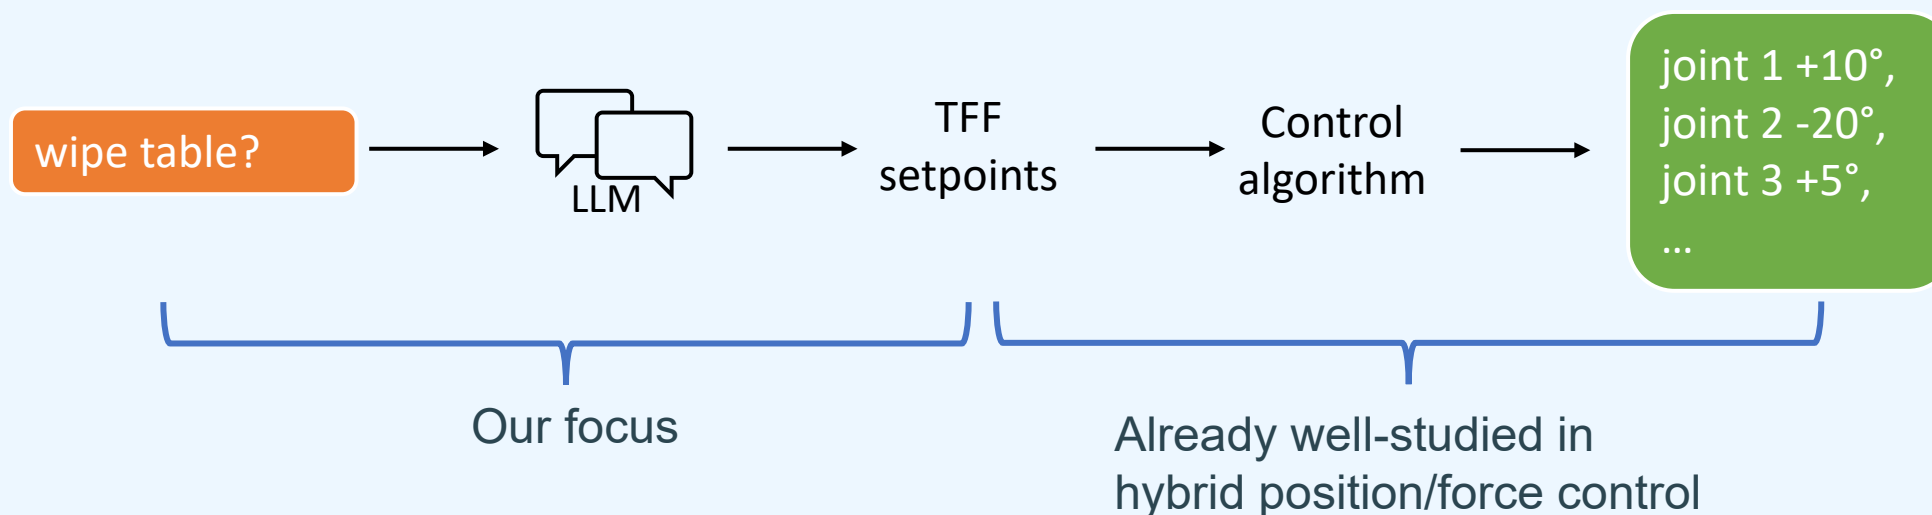 wipe table?
LLM
TFF
setpoints
Control
algorithm
joint 1 +10°,
joint 2 -20°,
joint 3 +5°,
...
Our focus
Already well-studied in
hybrid position/force control